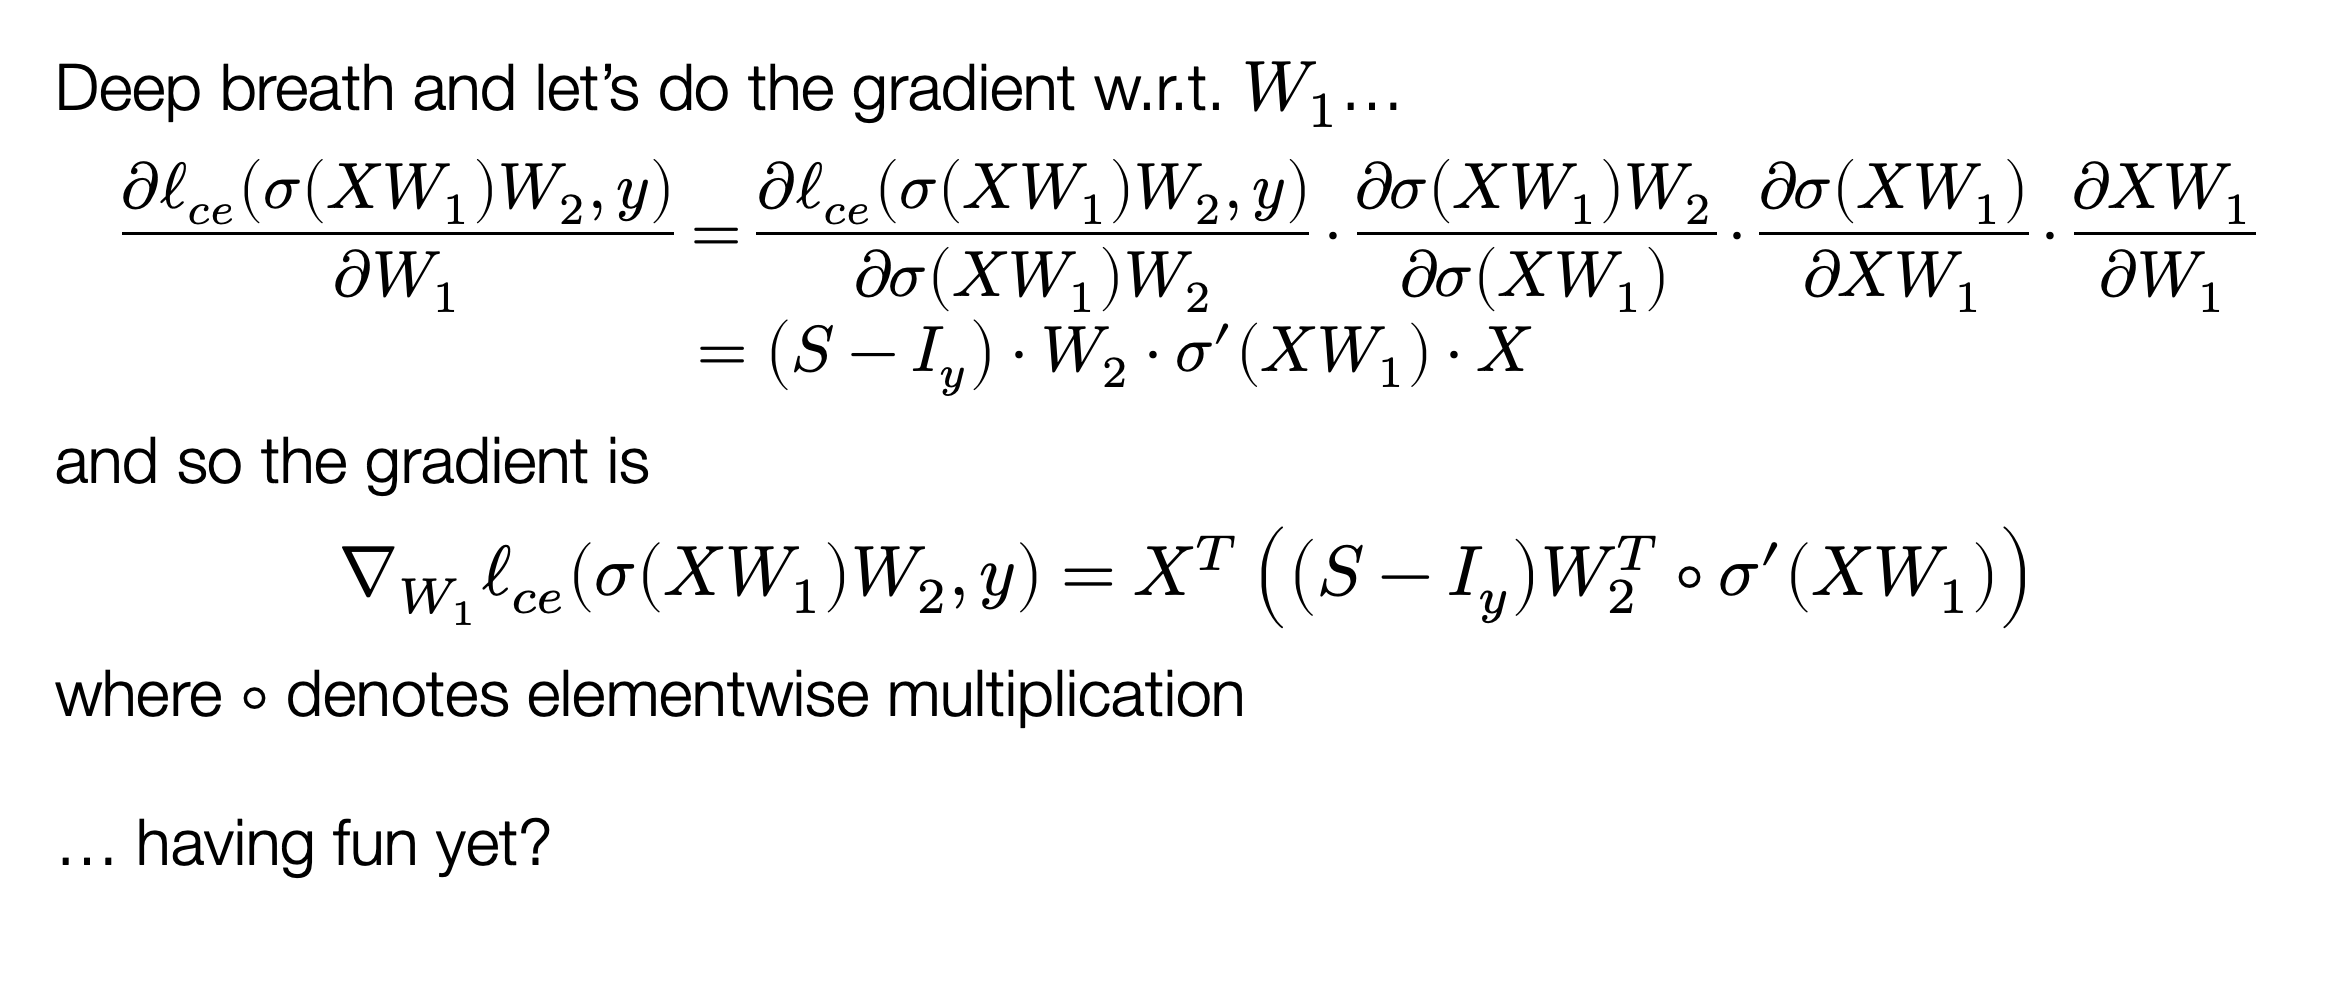 Deep breath and let’s do the gradient w.r.t. $W_1$…
$\frac{\partial \ell_{ce}(\sigma(XW_1)W_2, y)}{\partial W_1} = \frac{\partial \ell_{ce}(\sigma(XW_1)W_2, y)}{\partial \sigma(XW_1)W_2} \cdot \frac{\partial \sigma(XW_1)W_2}{\partial \sigma(XW_1)} \cdot \frac{\partial \sigma(XW_1)}{\partial XW_1} \cdot \frac{\partial XW_1}{\partial W_1}$
$= (S - I_y) \cdot W_2 \cdot \sigma'(XW_1) \cdot X$
and so the gradient is
$\nabla_{W_1} \ell_{ce}(\sigma(XW_1)W_2, y) = X^T \left( (S - I_y)W_2^T \circ \sigma'(XW_1) \right)$
where $\circ$ denotes elementwise multiplication
… having fun yet?